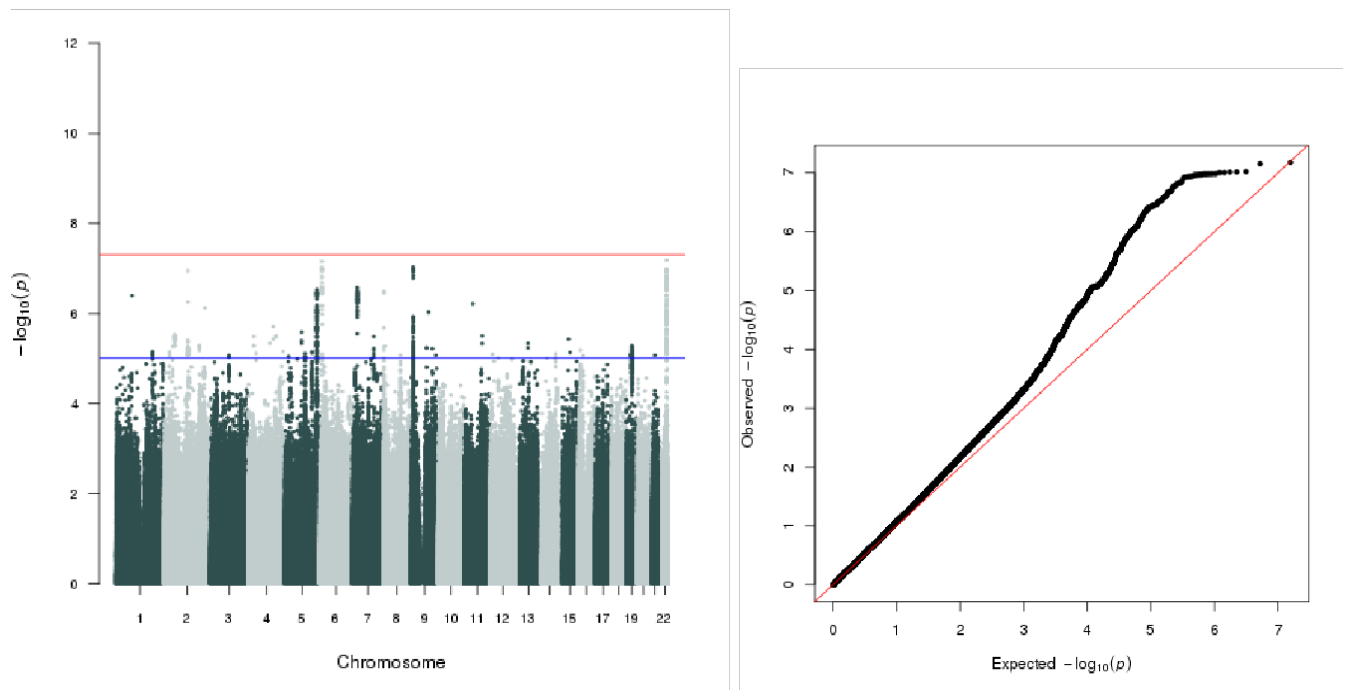 12
10
8
6
4
2
0
−log10(p)
1 2 3 4 5 6 7 8 9 10 11 12 13 15 17 19 22
Chromosome
7
6
5
4
3
2
1
0
Observed −log10(p)
0 1 2 3 4 5 6 7
Expected −log10(p)